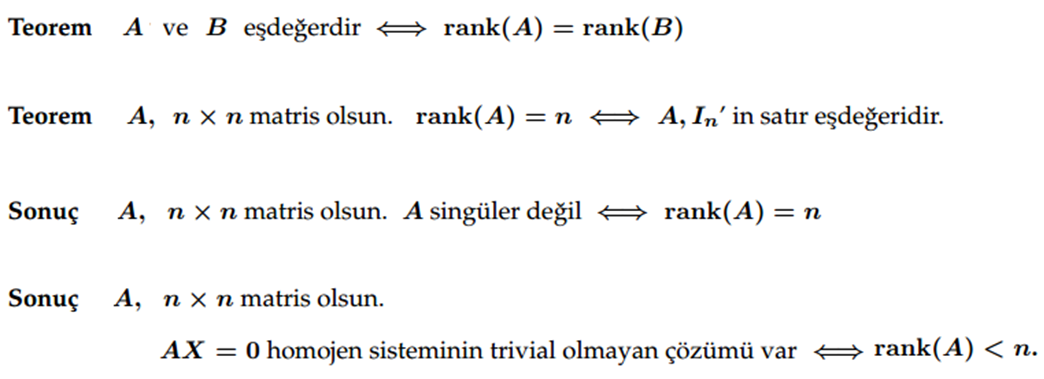 Teorem A ve B eşdeğerdir ⟺ rank(A) = rank(B)
Teorem A, n × n matris olsun. rank(A) = n ⟺ A, Iₙ′ in satır eşdeğeridir.
Sonuç A, n × n matris olsun. A singüler değil ⟺ rank(A) = n
Sonuç A, n × n matris olsun.
AX = 0 homojen sisteminin trivial olmayan çözümü var ⟺ rank(A) < n.